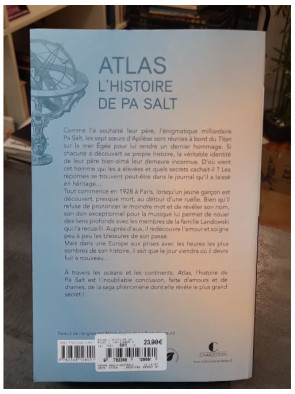 ATLAS
L'HISTOIRE
DE PA SALT
Comme l'a souhaité leur père, l'énigmatique milliardaire
Pa Salt, les sept sœurs d'Aplièse sont réunies à bord du Titan
sur la mer Égée pour lui rendre un dernier hommage. Si
chacune a découvert sa propre histoire, la véritable identité
de leur père bien-aimé leur demeure inconnue. D'où vient
cet homme qui les a élevées et quels secrets cachait-il ? Les
réponses se trouvent peut-être dans le journal qu'il a laissé
en héritage...
Tout commence en 1928 à Paris, lorsqu'un jeune garçon est
découvert, presque mort, au détour d'une ruelle. Bien qu'il
refuse de prononcer le moindre mot et de révéler son nom,
son don exceptionnel pour la musique lui permet de nouer
des liens profonds avec les membres de la famille Landowski
qui l'a recueilli. Auprès d'eux, il redécouvre l'amour et soigne
peu à peu les blessures de son passé.
Mais dans une Europe aux prises avec les heures les plus
sombres de son histoire, il sait que le jour viendra où il devra
fuir à nouveau...
À travers les océans et les continents, Atlas, l'histoire de
Pa Salt est l'inoubliable conclusion, faite d'amours et de
drames, de la saga phénomène dont elle révèle le plus grand
secret !
23,90€
CHARLESTON